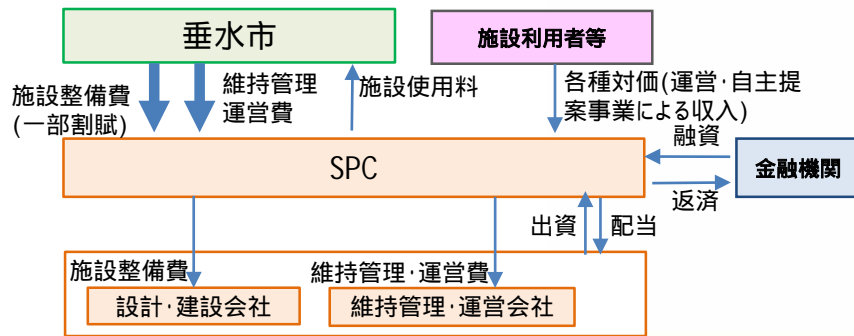 垂水市
施設利用者等
施設整備費
(一部割賦)
維持管理
運営費
施設使用料
各種対価(運営・自主提
案事業による収入)
融資
SPC
金融機関
返済
出資
配当
施設整備費
維持管理・運営費
設計・建設会社
維持管理・運営会社